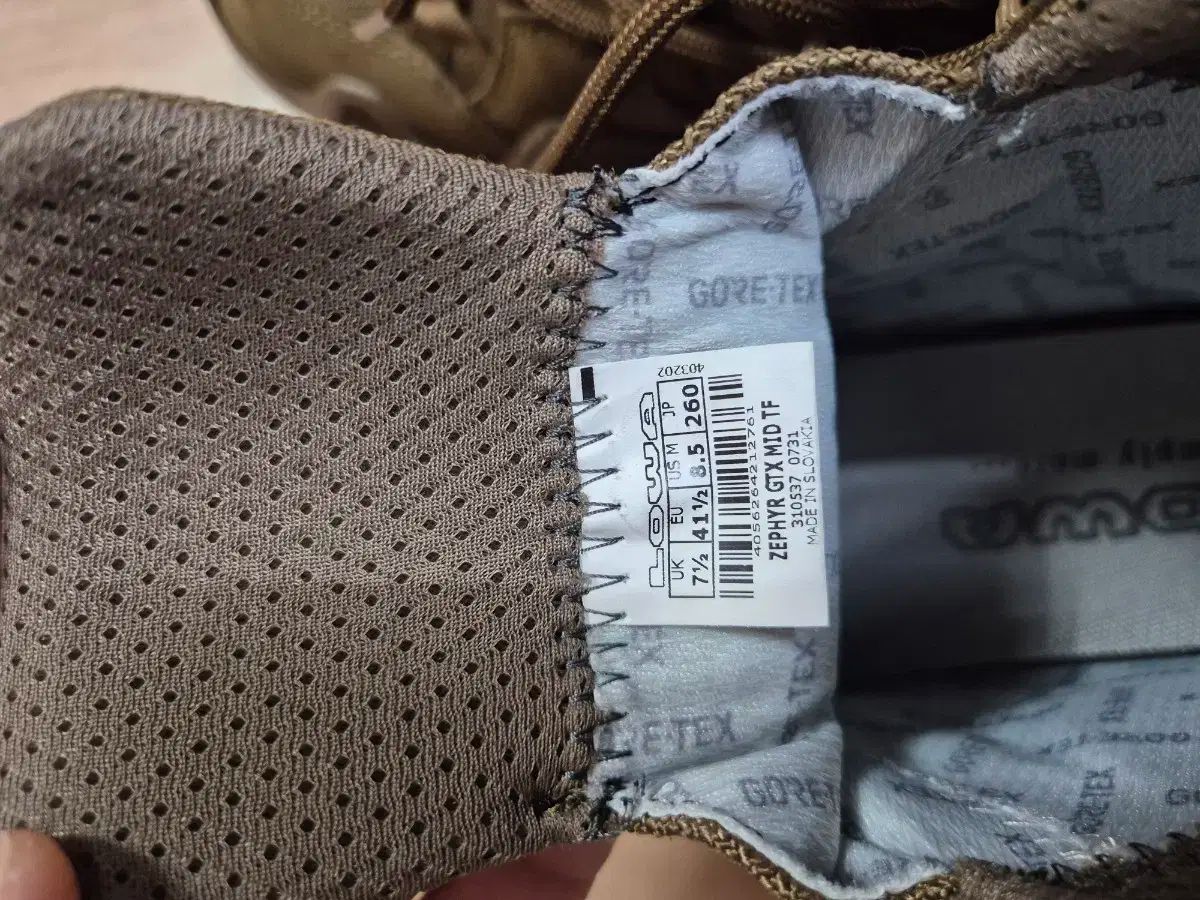 403202
LOWA
UK EU US M JP
7½ 41½ 8.5 260
4056264212761
ZEPHYR GTX MID TF
310537 0731
MADE IN SLOVAKIA
GORE-TEX
GORE-TEX
GORE-TEX
GORE-TEX